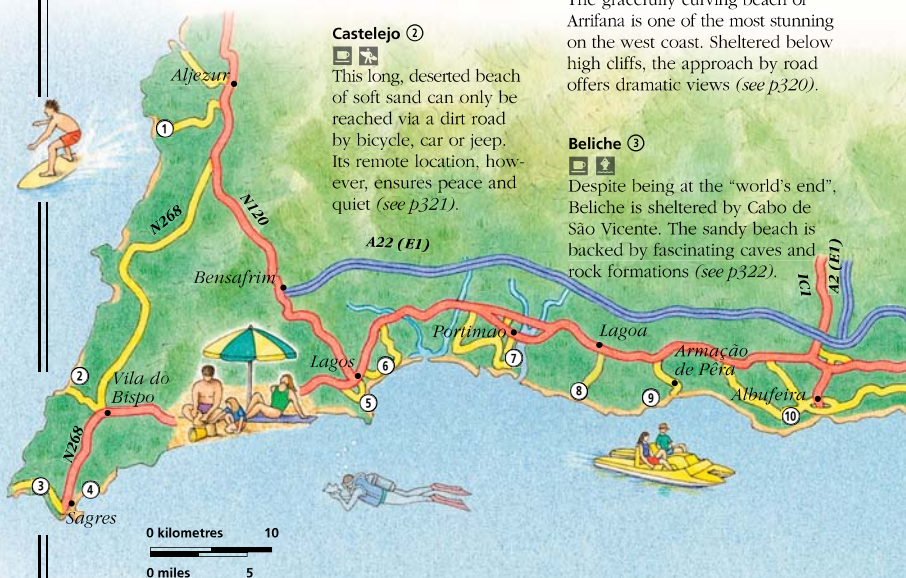 The gracefully curving beach of
Arrifana is one of the most stunning
on the west coast. Sheltered below
high cliffs, the approach by road
offers dramatic views (see p320).
Castelejo ②
This long, deserted beach
of soft sand can only be
reached via a dirt road
by bicycle, car or jeep.
Its remote location, how-
ever, ensures peace and
quiet (see p321).
Beliche ③
Despite being at the “world’s end”,
Beliche is sheltered by Cabo de
São Vicente. The sandy beach is
backed by fascinating caves and
rock formations (see p322).
Aljezur
1
N268
N120
A22 (E1)
IC1
A2 (E1)
Bensafrim
Portimao
Lagoa
Lagos
6
7
Armação
de Pêra
2
Vila do
Bispo
5
8
9
Albufeira
10
N268
3
4
Sagres
0 kilometres 10
0 miles 5